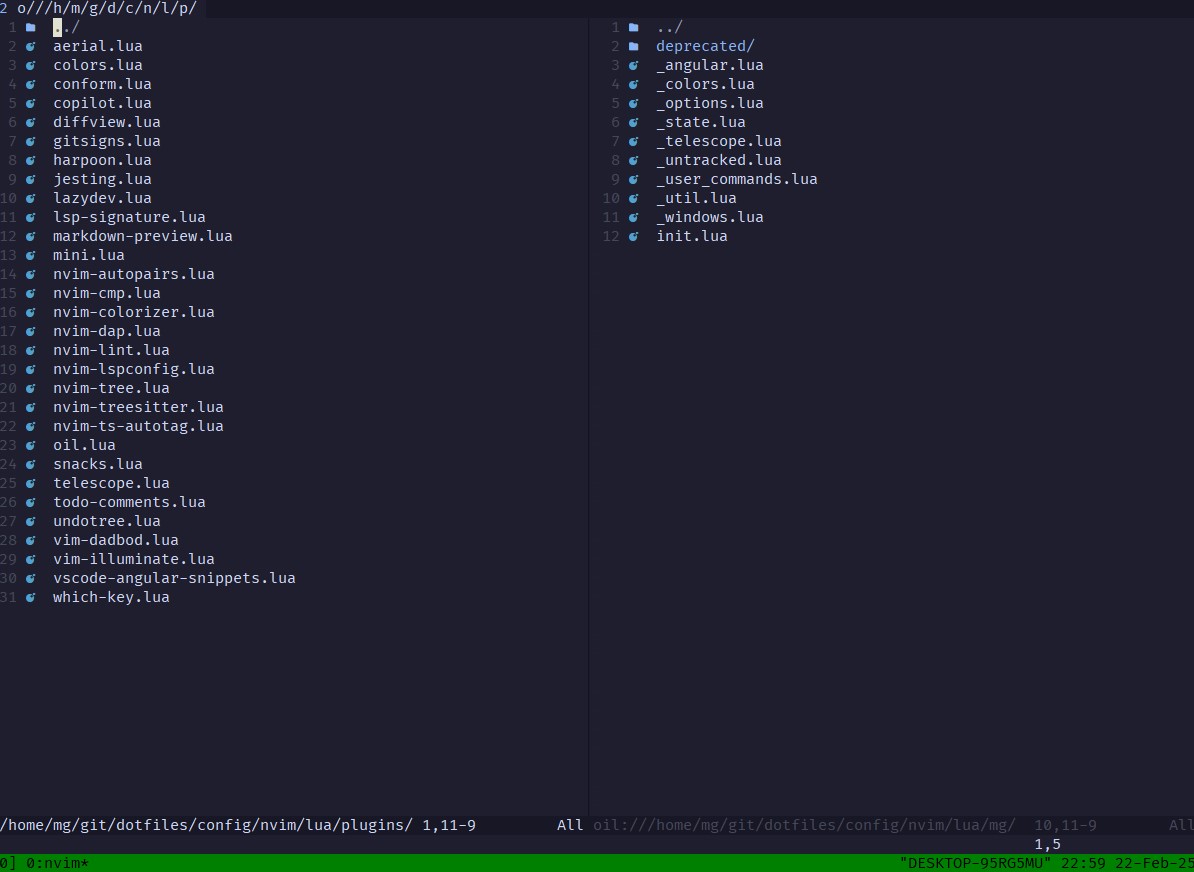 2 o///h/m/g/d/c/n/l/p/
1 ../
2 aerial.lua
3 colors.lua
4 conform.lua
5 copilot.lua
6 diffview.lua
7 gitsigns.lua
8 harpoon.lua
9 jesting.lua
10 lazydev.lua
11 lsp-signature.lua
12 markdown-preview.lua
13 mini.lua
14 nvim-autopairs.lua
15 nvim-cmp.lua
16 nvim-colorizer.lua
17 nvim-dap.lua
18 nvim-lint.lua
19 nvim-lspconfig.lua
20 nvim-tree.lua
21 nvim-treesitter.lua
22 nvim-ts-autotag.lua
23 oil.lua
24 snacks.lua
25 telescope.lua
26 todo-comments.lua
27 undotree.lua
28 vim-dadbod.lua
29 vim-illuminate.lua
30 vscode-angular-snippets.lua
31 which-key.lua
/home/mg/git/dotfiles/config/nvim/lua/plugins/ 1,11-9 All
1 ../
2 deprecated/
3 _angular.lua
4 _colors.lua
5 _options.lua
6 _state.lua
7 _telescope.lua
8 _untracked.lua
9 _user_commands.lua
10 _util.lua
11 _windows.lua
12 init.lua
oil:///home/mg/git/dotfiles/config/nvim/lua/mg/ 10,11-9 All
1,5
0] 0:nvim* "DESKTOP-95RG5MU" 22:59 22-Feb-25